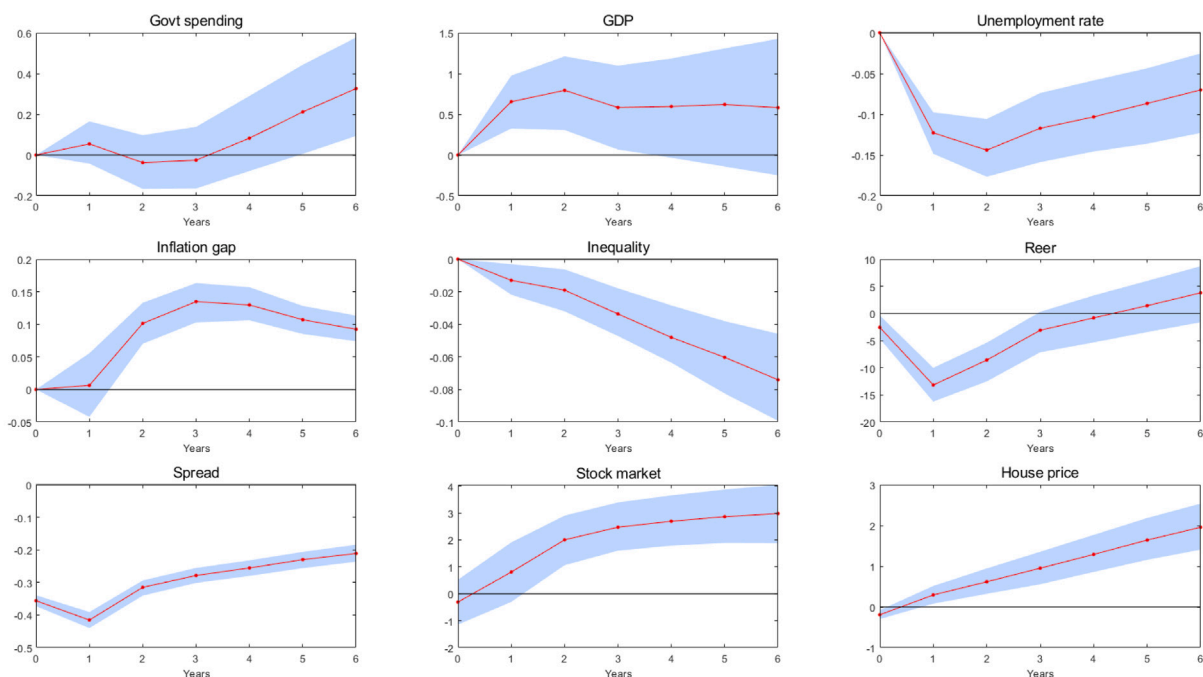 Govt spending
0.6
0.4
0.2
0
-0.2
0 1 2 3 4 5 6
Years
GDP
1.5
1
0.5
0
-0.5
0 1 2 3 4 5 6
Years
Unemployment rate
0
-0.05
-0.1
-0.15
-0.2
0 1 2 3 4 5 6
Years
Inflation gap
0.2
0.15
0.1
0.05
0
-0.05
0 1 2 3 4 5 6
Years
Inequality
0
-0.02
-0.04
-0.06
-0.08
-0.1
0 1 2 3 4 5 6
Years
Reer
10
5
0
-5
-10
-15
-20
0 1 2 3 4 5 6
Years
Spread
0
-0.1
-0.2
-0.3
-0.4
-0.5
0 1 2 3 4 5 6
Years
Stock market
4
3
2
1
0
-1
-2
0 1 2 3 4 5 6
Years
House price
3
2
1
0
-1
0 1 2 3 4 5 6
Years